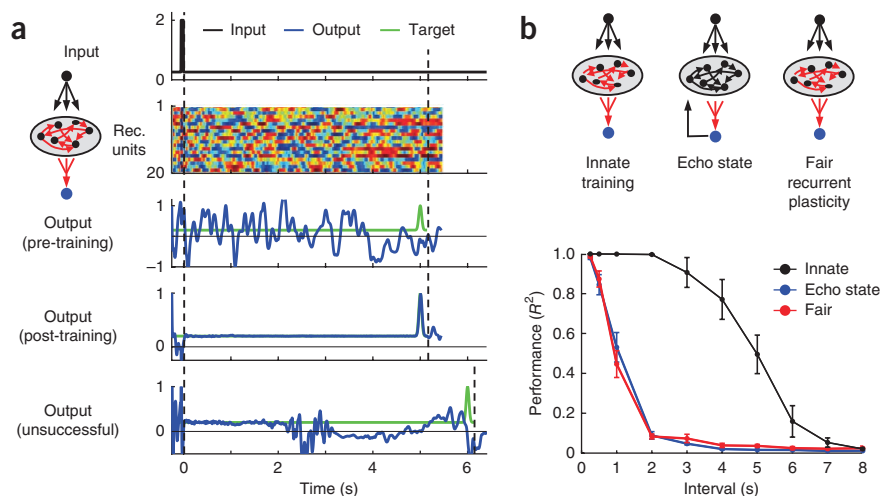 a
Input Output Target
Input
2
0
1
Rec.
units
20
1
Output
(pre-training)
−1
1
Output
(post-training)
0
1
Output
(unsuccessful)
0
0 2 4 6
Time (s)
b
Innate
training
Echo state
Fair
recurrent
plasticity
1.0
0.8
0.6
0.4
0.2
0
Performance (R²)
Innate
Echo state
Fair
0 1 2 3 4 5 6 7 8
Interval (s)